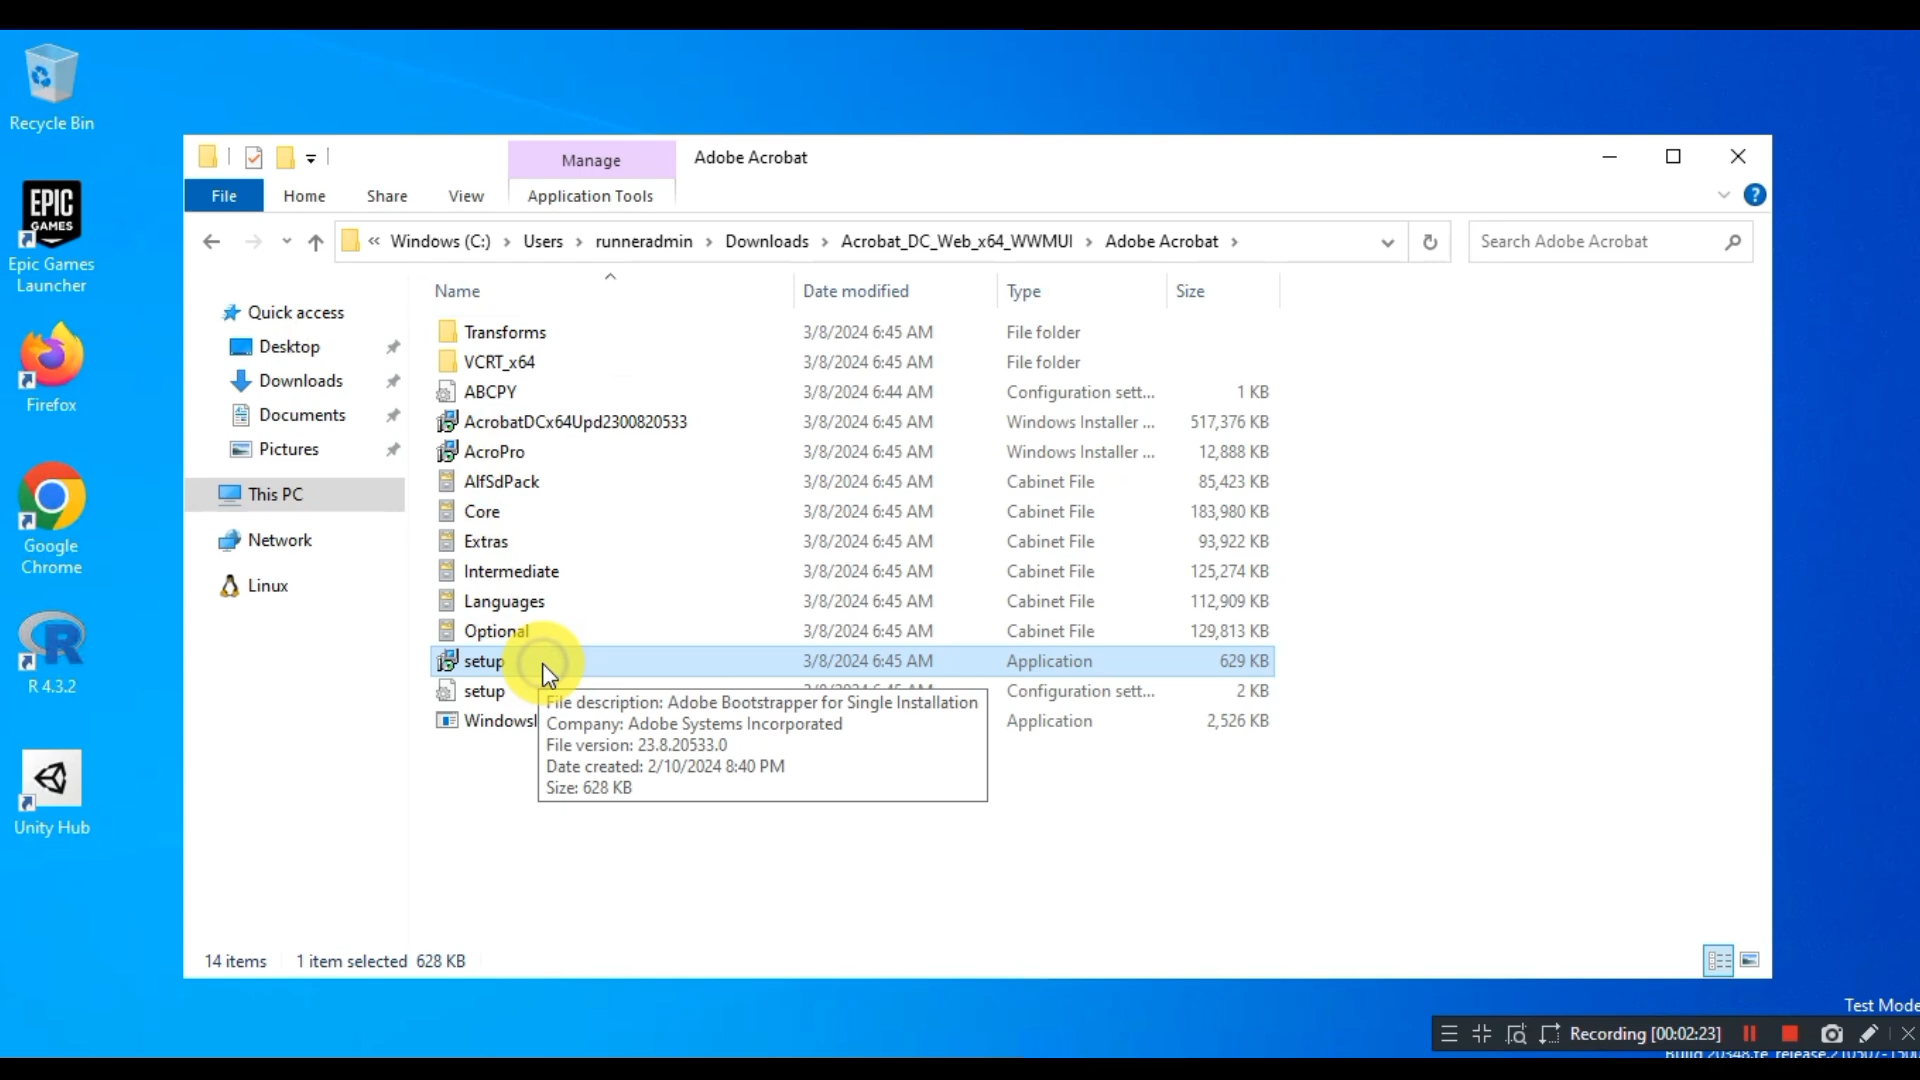 Recycle Bin
EPIC
GAMES
Epic Games
Launcher
Firefox
Google
Chrome
R 4.3.2
Unity Hub
Manage
Adobe Acrobat
File
Home
Share
View
Application Tools
« Windows (C:) › Users › runneradmin › Downloads › Acrobat_DC_Web_x64_WWMUI › Adobe Acrobat ›
Search Adobe Acrobat
Name
Date modified
Type
Size
Quick access
Desktop
Downloads
Documents
Pictures
This PC
Network
Linux
Transforms 3/8/2024 6:45 AM File folder
VCRT_x64 3/8/2024 6:45 AM File folder
ABCPY 3/8/2024 6:44 AM Configuration sett... 1 KB
AcrobatDCx64Upd2300820533 3/8/2024 6:45 AM Windows Installer ... 517,376 KB
AcroPro 3/8/2024 6:45 AM Windows Installer ... 12,888 KB
AlfSdPack 3/8/2024 6:45 AM Cabinet File 85,423 KB
Core 3/8/2024 6:45 AM Cabinet File 183,980 KB
Extras 3/8/2024 6:45 AM Cabinet File 93,922 KB
Intermediate 3/8/2024 6:45 AM Cabinet File 125,274 KB
Languages 3/8/2024 6:45 AM Cabinet File 112,909 KB
Optional 3/8/2024 6:45 AM Cabinet File 129,813 KB
setup 3/8/2024 6:45 AM Application 629 KB
setup Configuration sett... 2 KB
WindowsI Application 2,526 KB
File description: Adobe Bootstrapper for Single Installation
Company: Adobe Systems Incorporated
File version: 23.8.20533.0
Date created: 2/10/2024 8:40 PM
Size: 628 KB
14 items
1 item selected 628 KB
Test Mode
Recording [00:02:23]